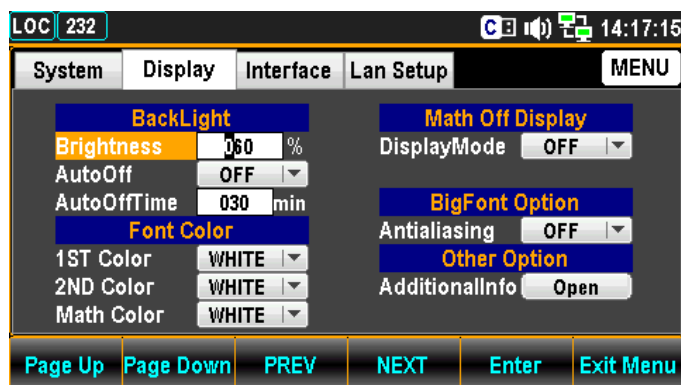 LOC 232 C 14:17:15
System Display Interface Lan Setup MENU
BackLight
Brightness 060 %
AutoOff OFF
AutoOffTime 030 min
Font Color
1ST Color WHITE
2ND Color WHITE
Math Color WHITE
Math Off Display
DisplayMode OFF
BigFont Option
Antialiasing OFF
Other Option
AdditionalInfo Open
Page Up Page Down PREV NEXT Enter Exit Menu